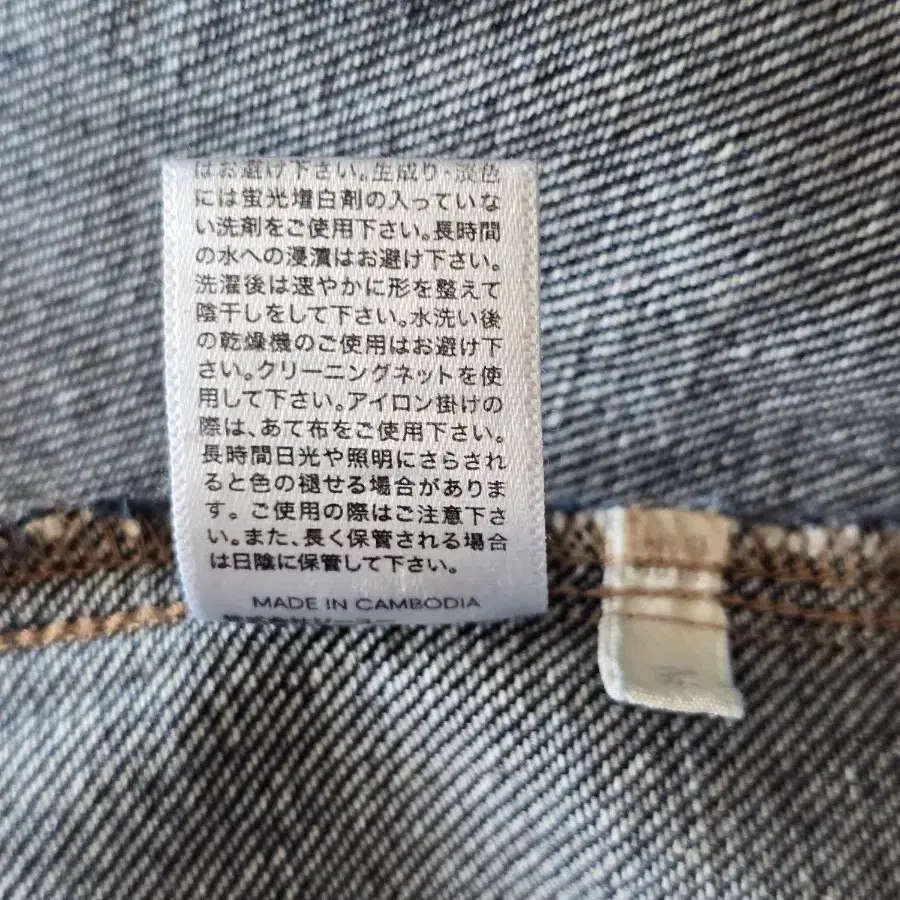 はお避け下さい。生成り・淡色
には蛍光増白剤の入っていな
い洗剤をご使用下さい。長時間
の水への浸漬はお避け下さい。
洗濯後は速やかに形を整えて
陰干しをして下さい。水洗い後
の乾燥機のご使用はお避け下
さい。クリーニングネットを使
用して下さい。アイロン掛けの
際は、あて布をご使用下さい。
長時間日光や照明にさらされ
ると色の褪せる場合がありま
す。ご使用の際はご注意下さ
い。また、長く保管される場合
は日陰に保管して下さい。
MADE IN CAMBODIA